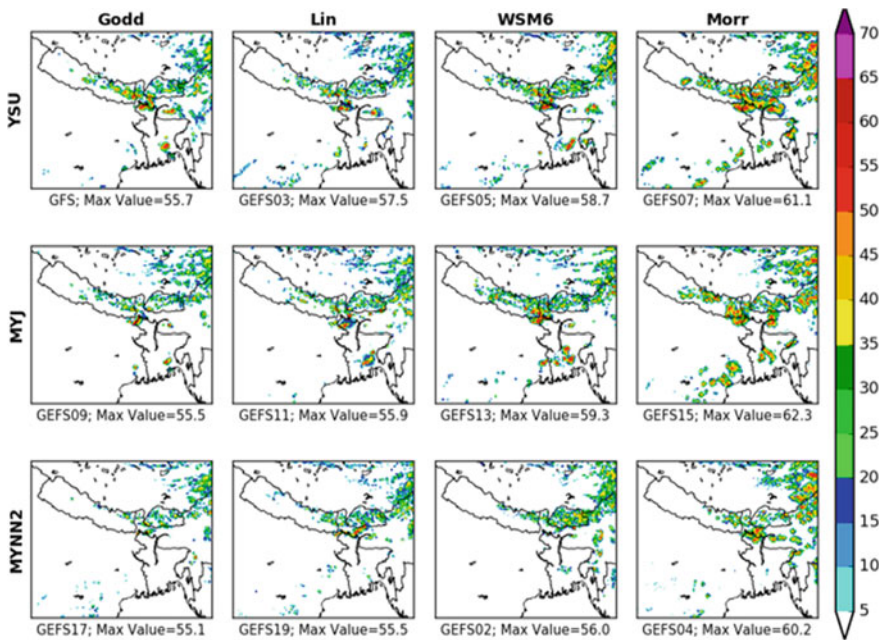 Godd Lin WSM6 Morr
YSU
GFS; Max Value=55.7 GEFS03; Max Value=57.5 GEFS05; Max Value=58.7 GEFS07; Max Value=61.1
MYJ
GEFS09; Max Value=55.5 GEFS11; Max Value=55.9 GEFS13; Max Value=59.3 GEFS15; Max Value=62.3
MYNN2
GEFS17; Max Value=55.1 GEFS19; Max Value=55.5 GEFS02; Max Value=56.0 GEFS04; Max Value=60.2
70
65
60
55
50
45
40
35
30
25
20
15
10
5